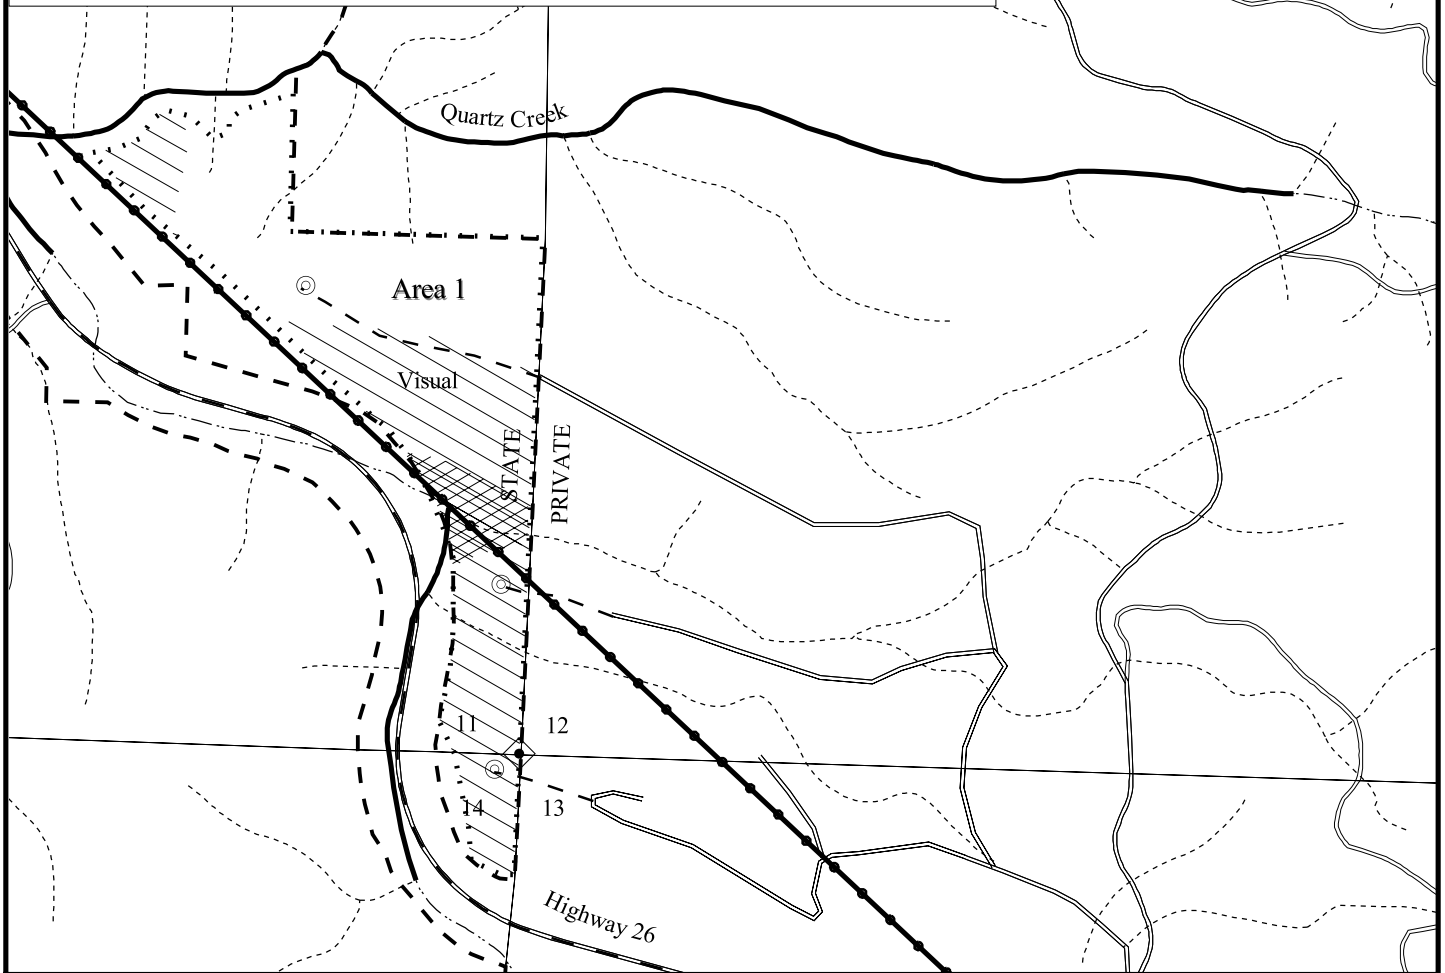 Quartz Creek
Area 1
Visual
STATE
PRIVATE
11
12
14
13
Highway 26